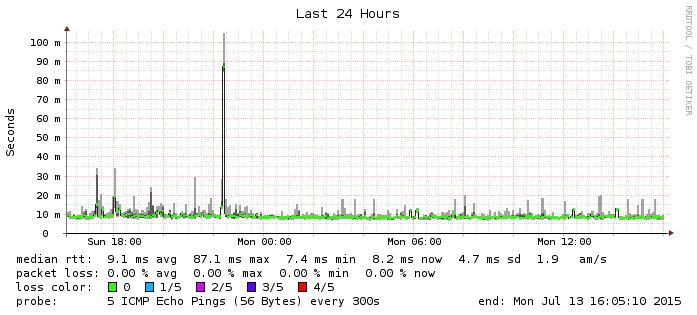 Last 24 Hours
RRDTOOL / TOBI OETIKER
Seconds
100 m
90 m
80 m
70 m
60 m
50 m
40 m
30 m
20 m
10 m
0
Sun 18:00 Mon 00:00 Mon 06:00 Mon 12:00
median rtt: 9.1 ms avg 87.1 ms max 7.4 ms min 8.2 ms now 4.7 ms sd 1.9 am/s
packet loss: 0.00 % avg 0.00 % max 0.00 % min 0.00 % now
loss color: 0 1/5 2/5 3/5 4/5
probe: 5 ICMP Echo Pings (56 Bytes) every 300s end: Mon Jul 13 16:05:10 2015